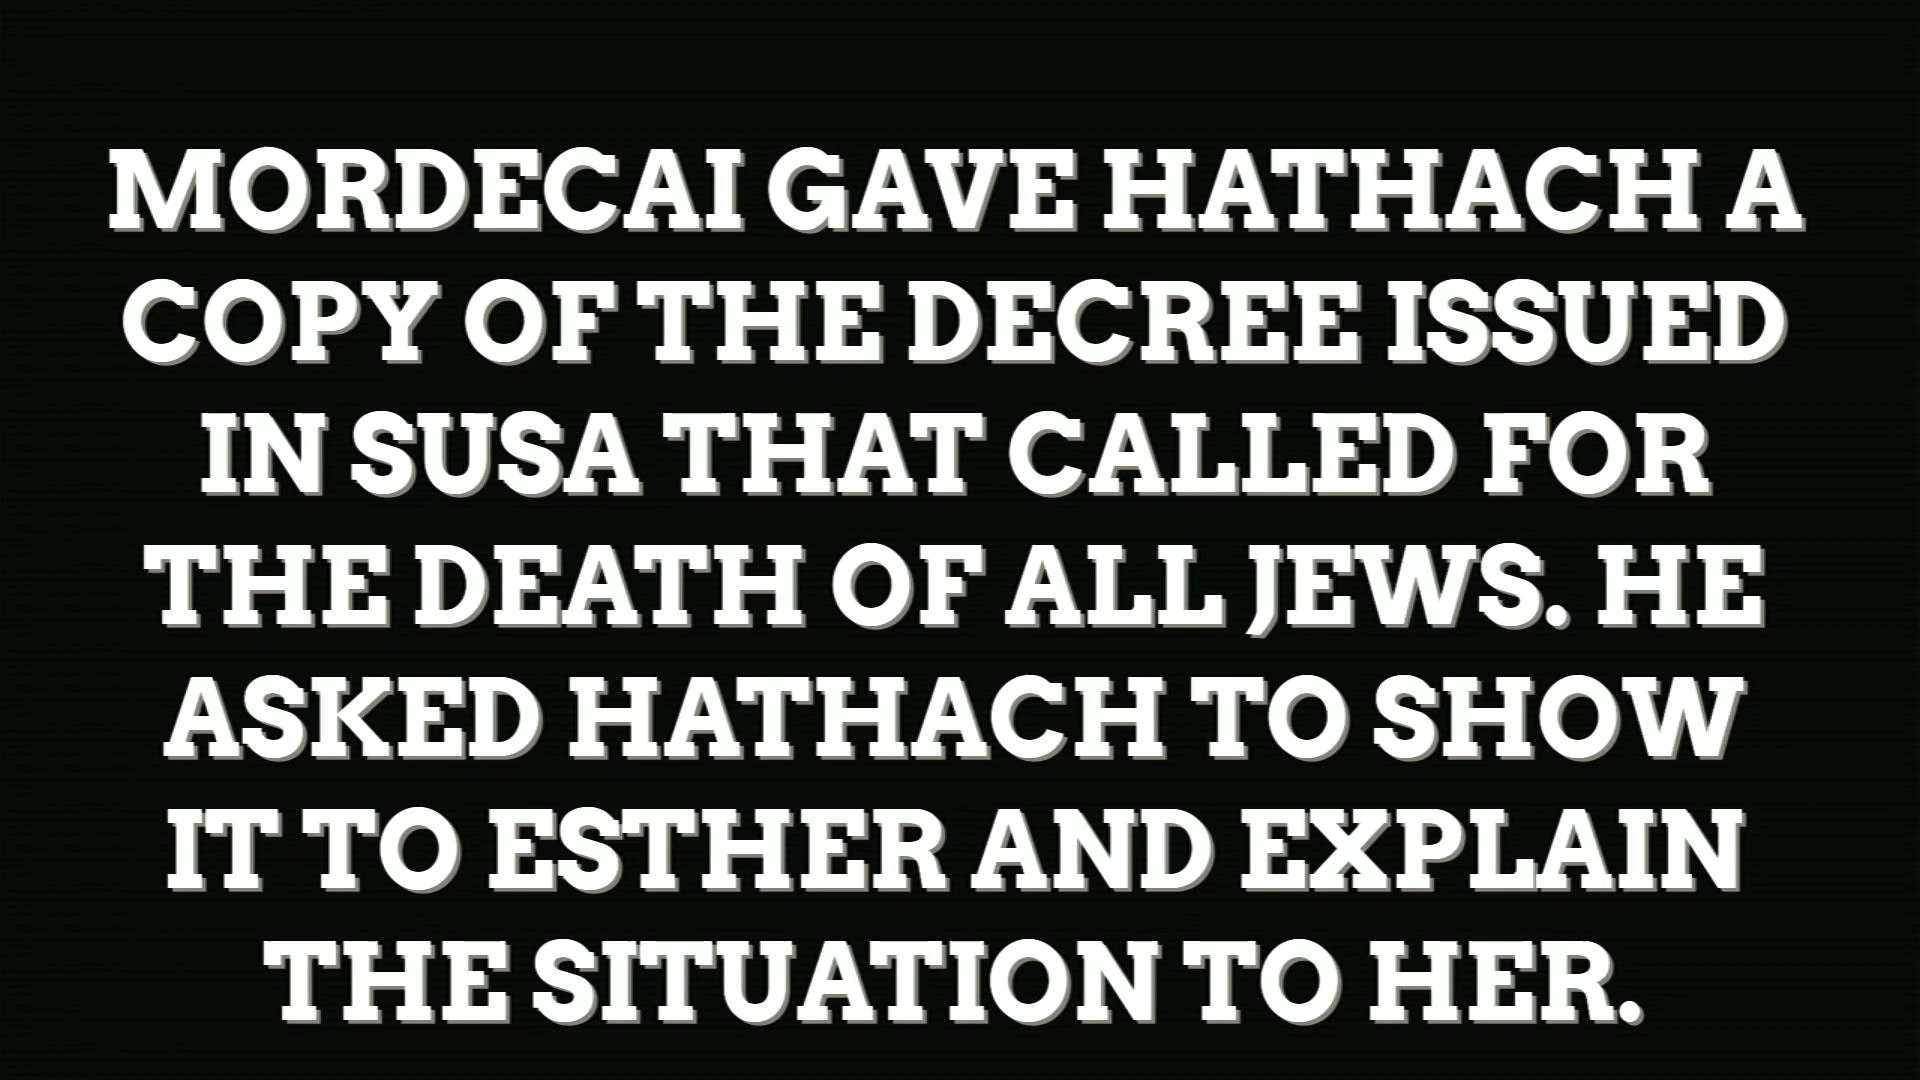 MORDECAI GAVE HATHACH A
COPY OF THE DECREE ISSUED
IN SUSA THAT CALLED FOR
THE DEATH OF ALL JEWS. HE
ASKED HATHACH TO SHOW
IT TO ESTHER AND EXPLAIN
THE SITUATION TO HER.